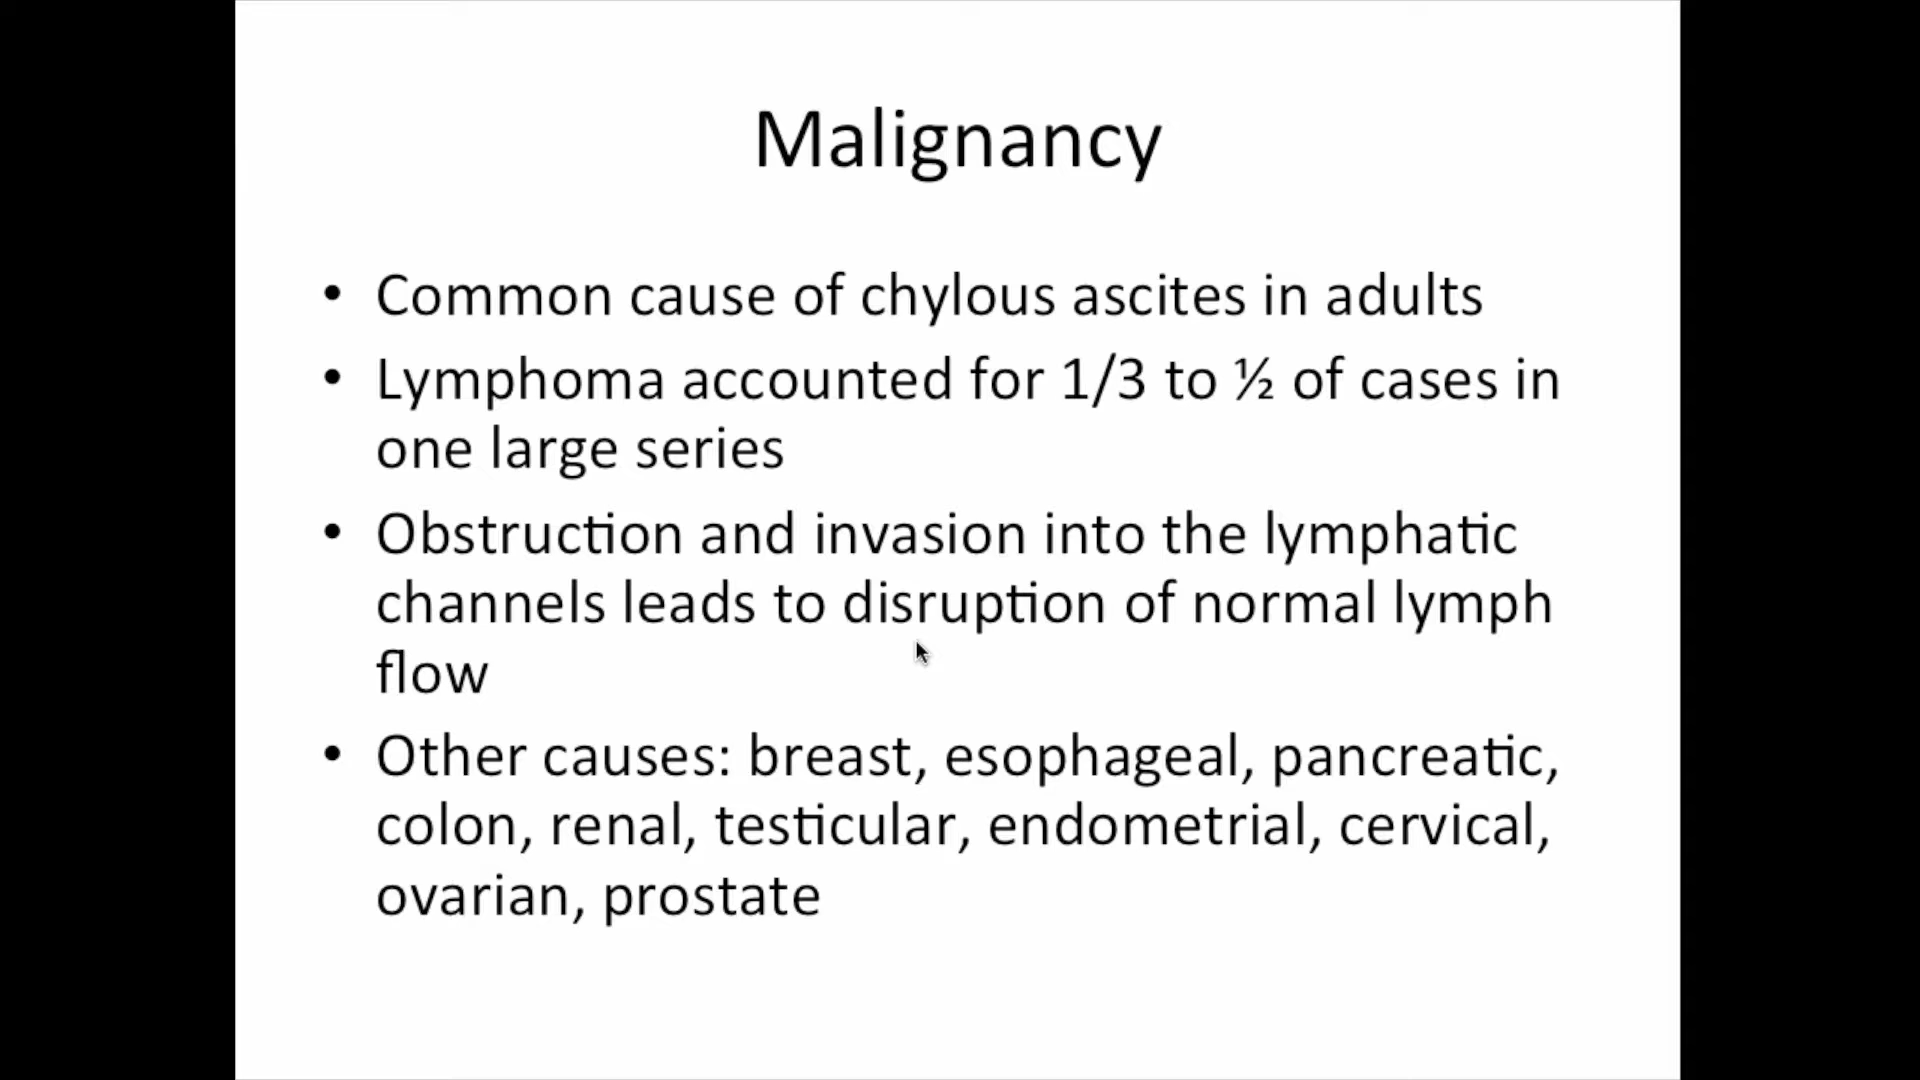 Malignancy
• Common cause of chylous ascites in adults
• Lymphoma accounted for 1/3 to ½ of cases in
one large series
• Obstruction and invasion into the lymphatic
channels leads to disruption of normal lymph
flow
• Other causes: breast, esophageal, pancreatic,
colon, renal, testicular, endometrial, cervical,
ovarian, prostate